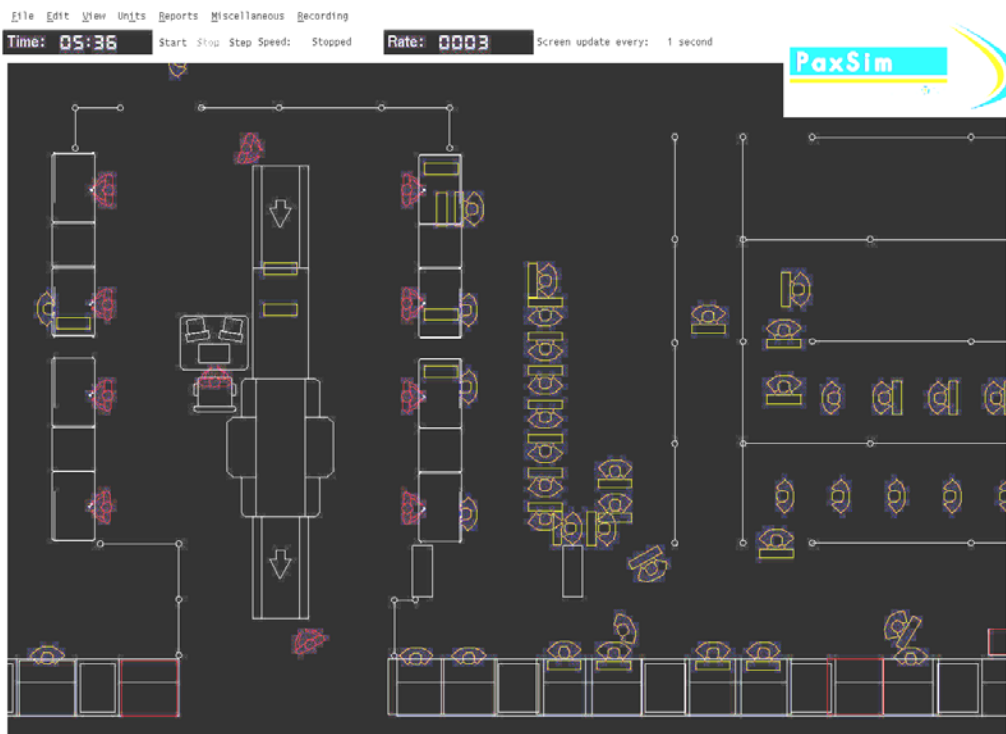 File Edit View Units Reports Miscellaneous Recording
Time: 05:36 Start Stop Step Speed: Stopped Rate: 0003 Screen update every: 1 second
PaxSim